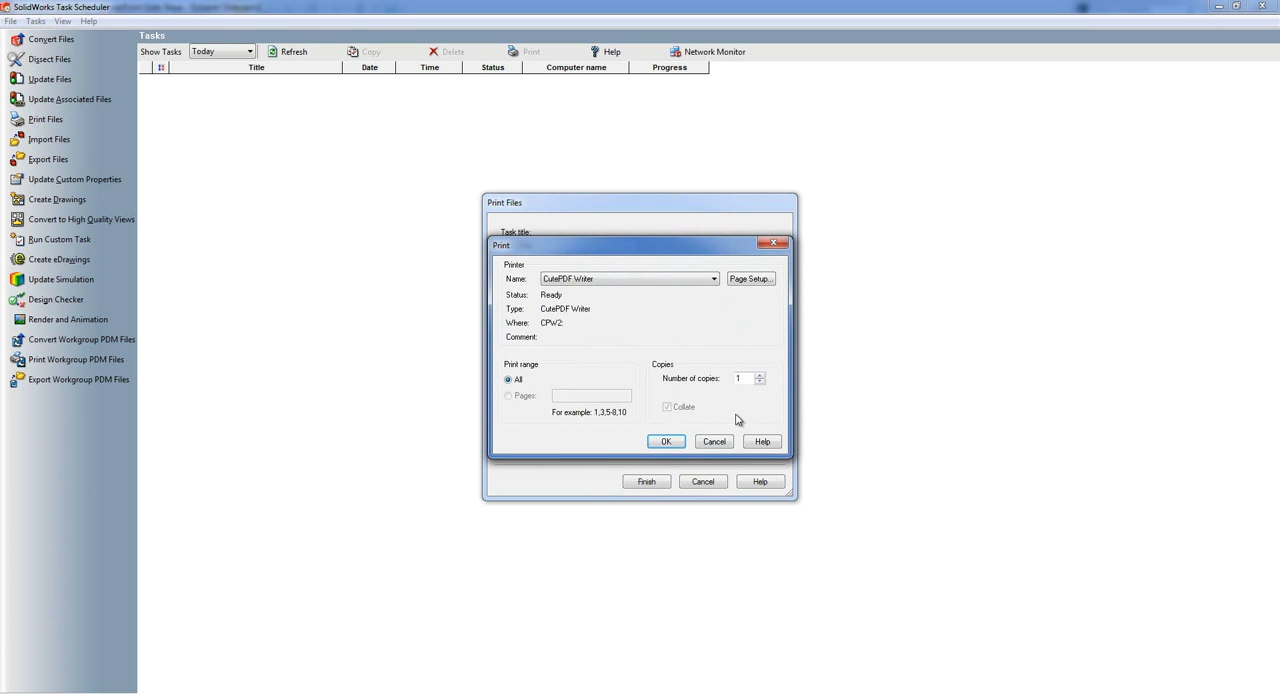 SolidWorks Task Scheduler
File Tasks View Help
Convert Files
Dissect Files
Update Files
Update Associated Files
Print Files
Import Files
Export Files
Update Custom Properties
Create Drawings
Convert to High Quality Views
Run Custom Task
Create eDrawings
Update Simulation
Design Checker
Render and Animation
Convert Workgroup PDM Files
Print Workgroup PDM Files
Export Workgroup PDM Files
Tasks
Show Tasks Today Refresh Copy Delete Print Help Network Monitor
Title Date Time Status Computer name Progress
Print Files
Task title:
Print
Printer
Name: CutePDF Writer Page Setup...
Status: Ready
Type: CutePDF Writer
Where: CPW2:
Comment:
Print range
All
Pages:
For example: 1,3,5-8,10
Copies
Number of copies: 1
Collate
OK Cancel Help
Finish Cancel Help